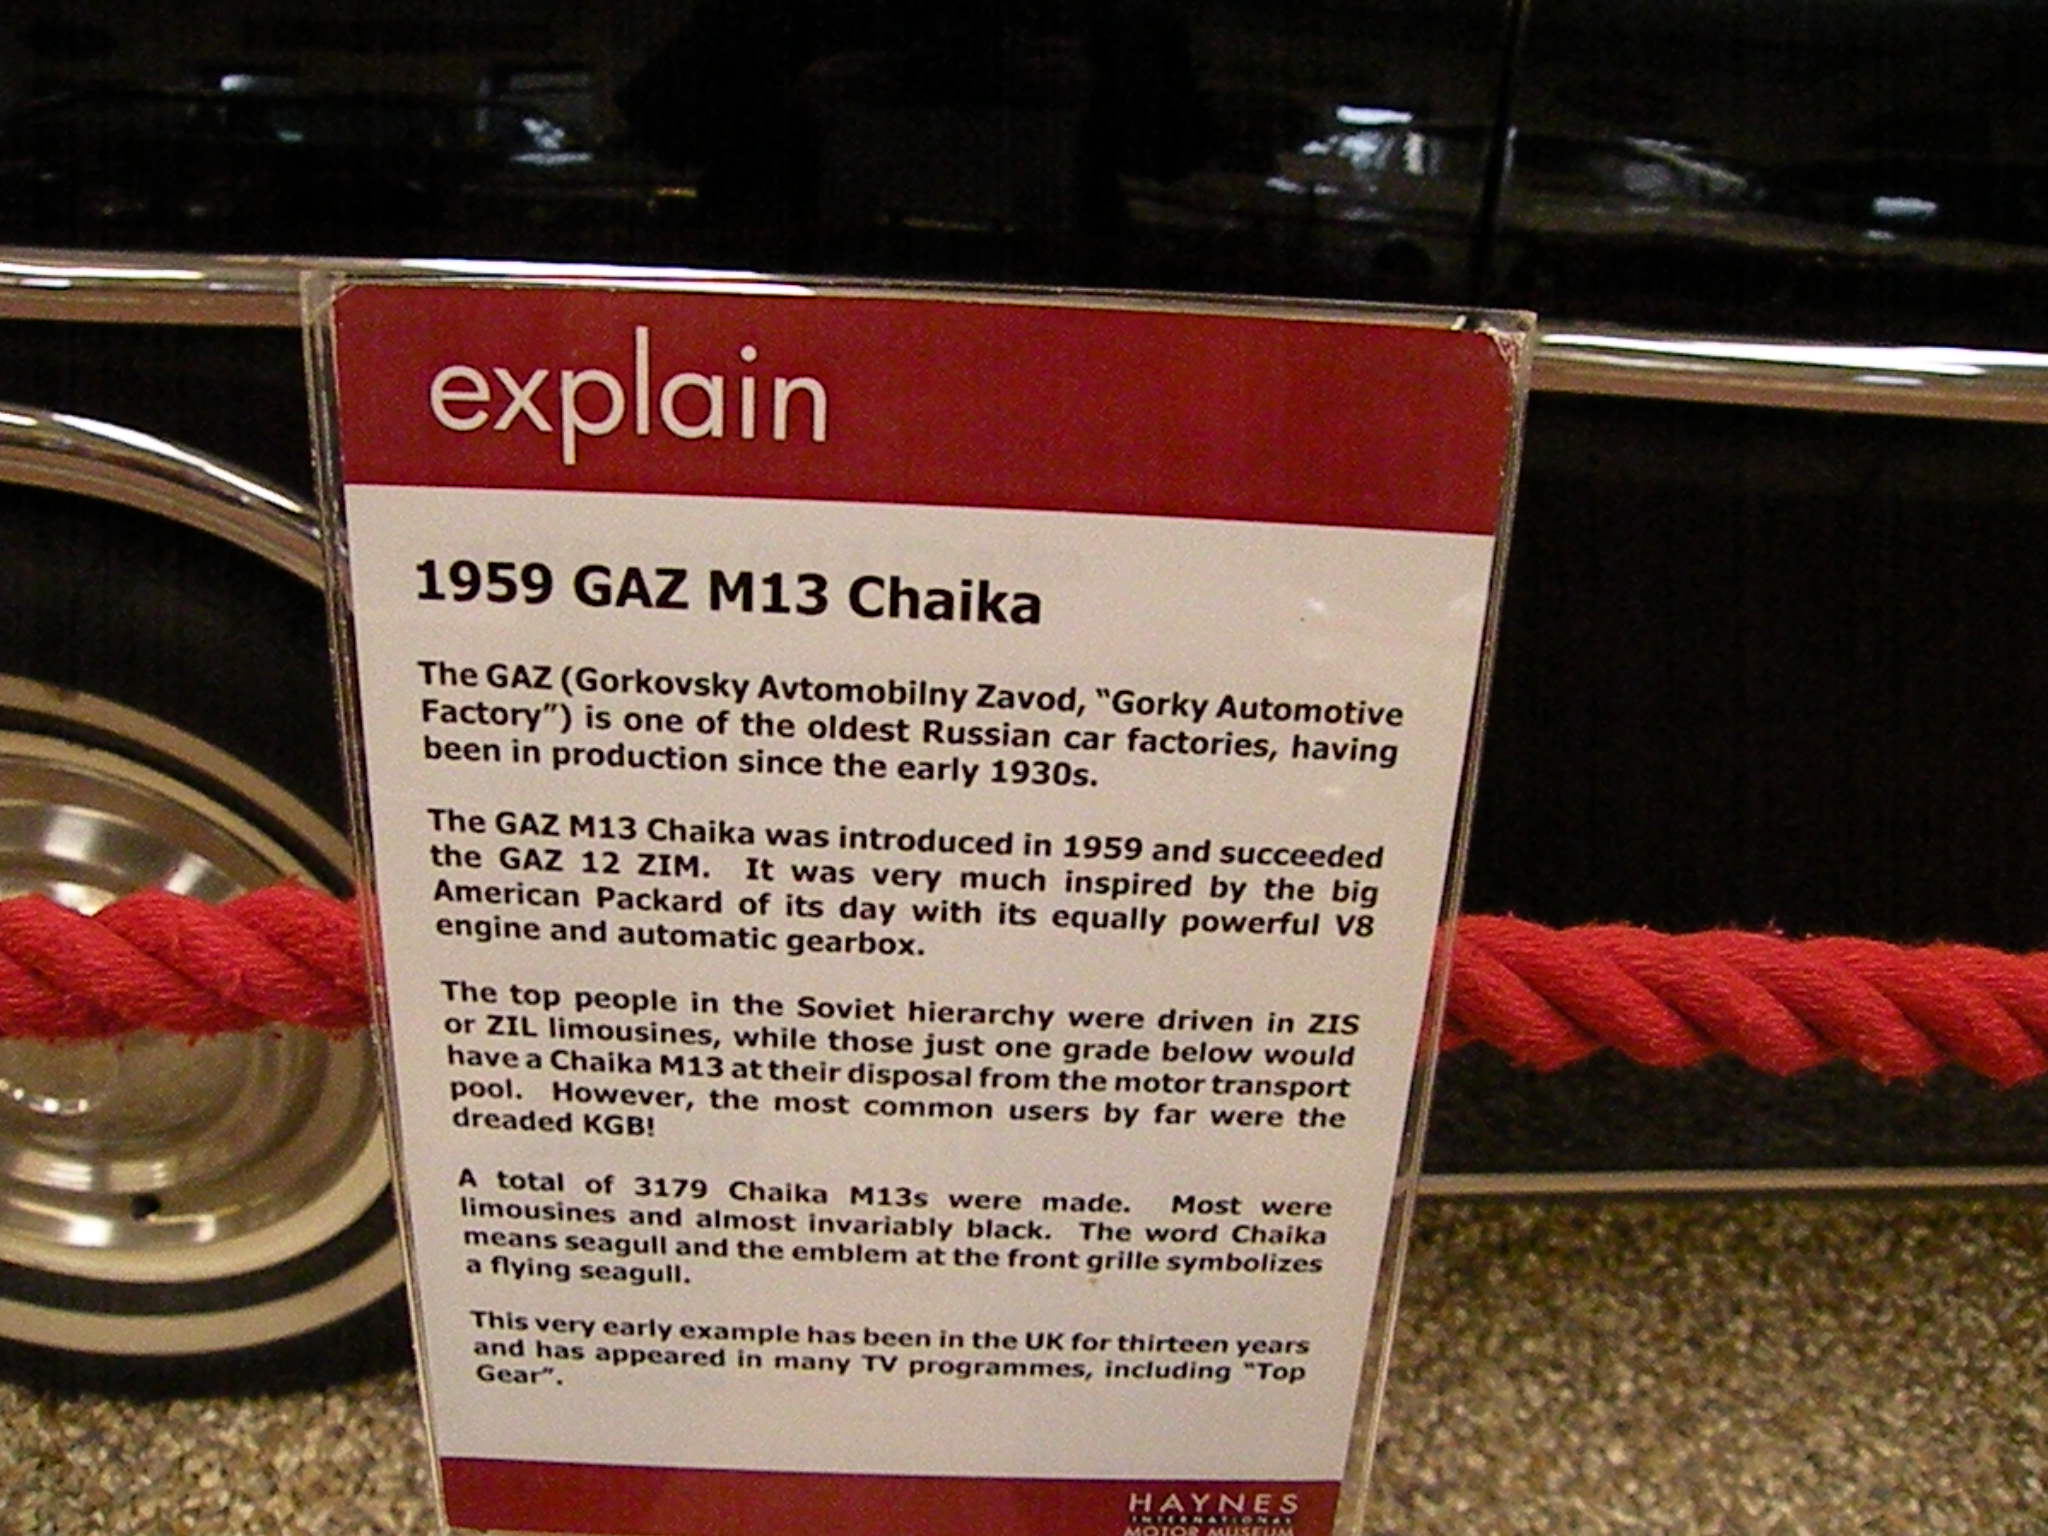 explain
1959 GAZ M13 Chaika
The GAZ (Gorkovsky Avtomobilny Zavod, “Gorky Automotive
Factory”) is one of the oldest Russian car factories, having
been in production since the early 1930s.
The GAZ M13 Chaika was introduced in 1959 and succeeded
the GAZ 12 ZIM. It was very much inspired by the big
American Packard of its day with its equally powerful V8
engine and automatic gearbox.
The top people in the Soviet hierarchy were driven in ZIS
or ZIL limousines, while those just one grade below would
have a Chaika M13 at their disposal from the motor transport
pool. However, the most common users by far were the
dreaded KGB!
A total of 3179 Chaika M13s were made. Most were
limousines and almost invariably black. The word Chaika
means seagull and the emblem at the front grille symbolizes
a flying seagull.
This very early example has been in the UK for thirteen years
and has appeared in many TV programmes, including “Top
Gear”.
HAYNES
INTERNATIONAL
MOTOR MUSEUM